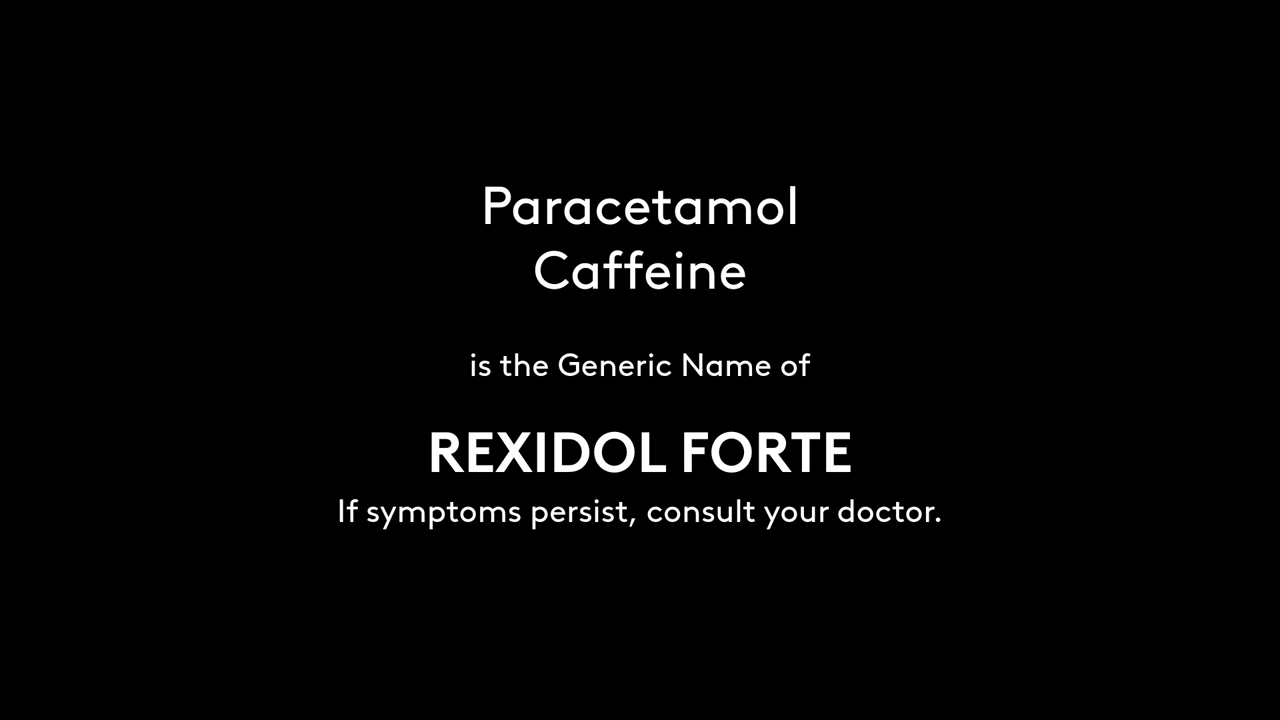 Paracetamol
Caffeine
is the Generic Name of
REXIDOL FORTE
If symptoms persist, consult your doctor.